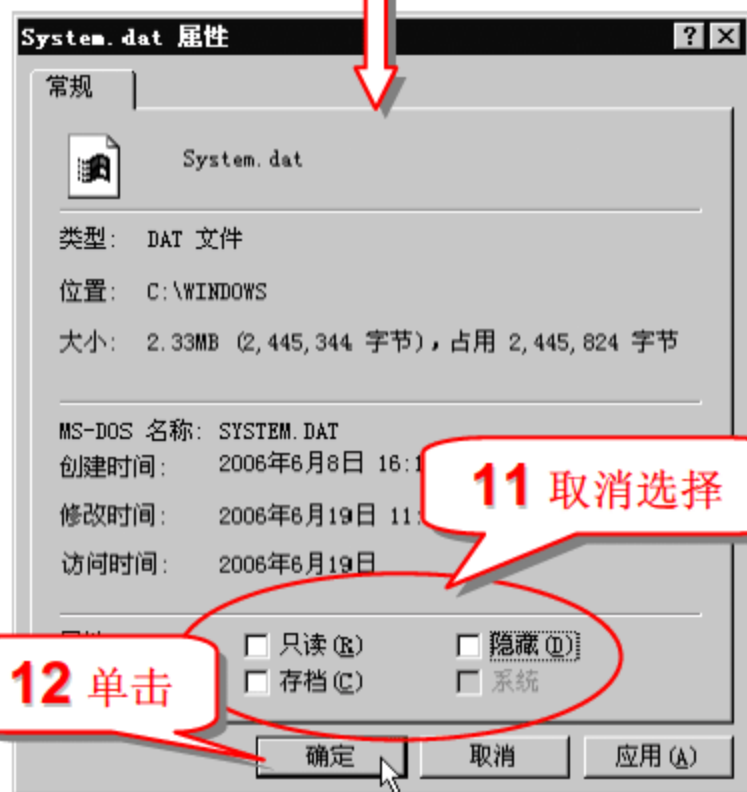 System.dat 属性
常规
System.dat
类型: DAT 文件
位置: C:\WINDOWS
大小: 2.33MB (2,445,344 字节),占用 2,445,824 字节
MS-DOS 名称: SYSTEM.DAT
创建时间: 2006年6月8日 16:
修改时间: 2006年6月19日 11:
11 取消选择
访问时间: 2006年6月19日
只读(R) 隐藏(D)
存档(C) 系统
12 单击
确定 取消 应用(A)